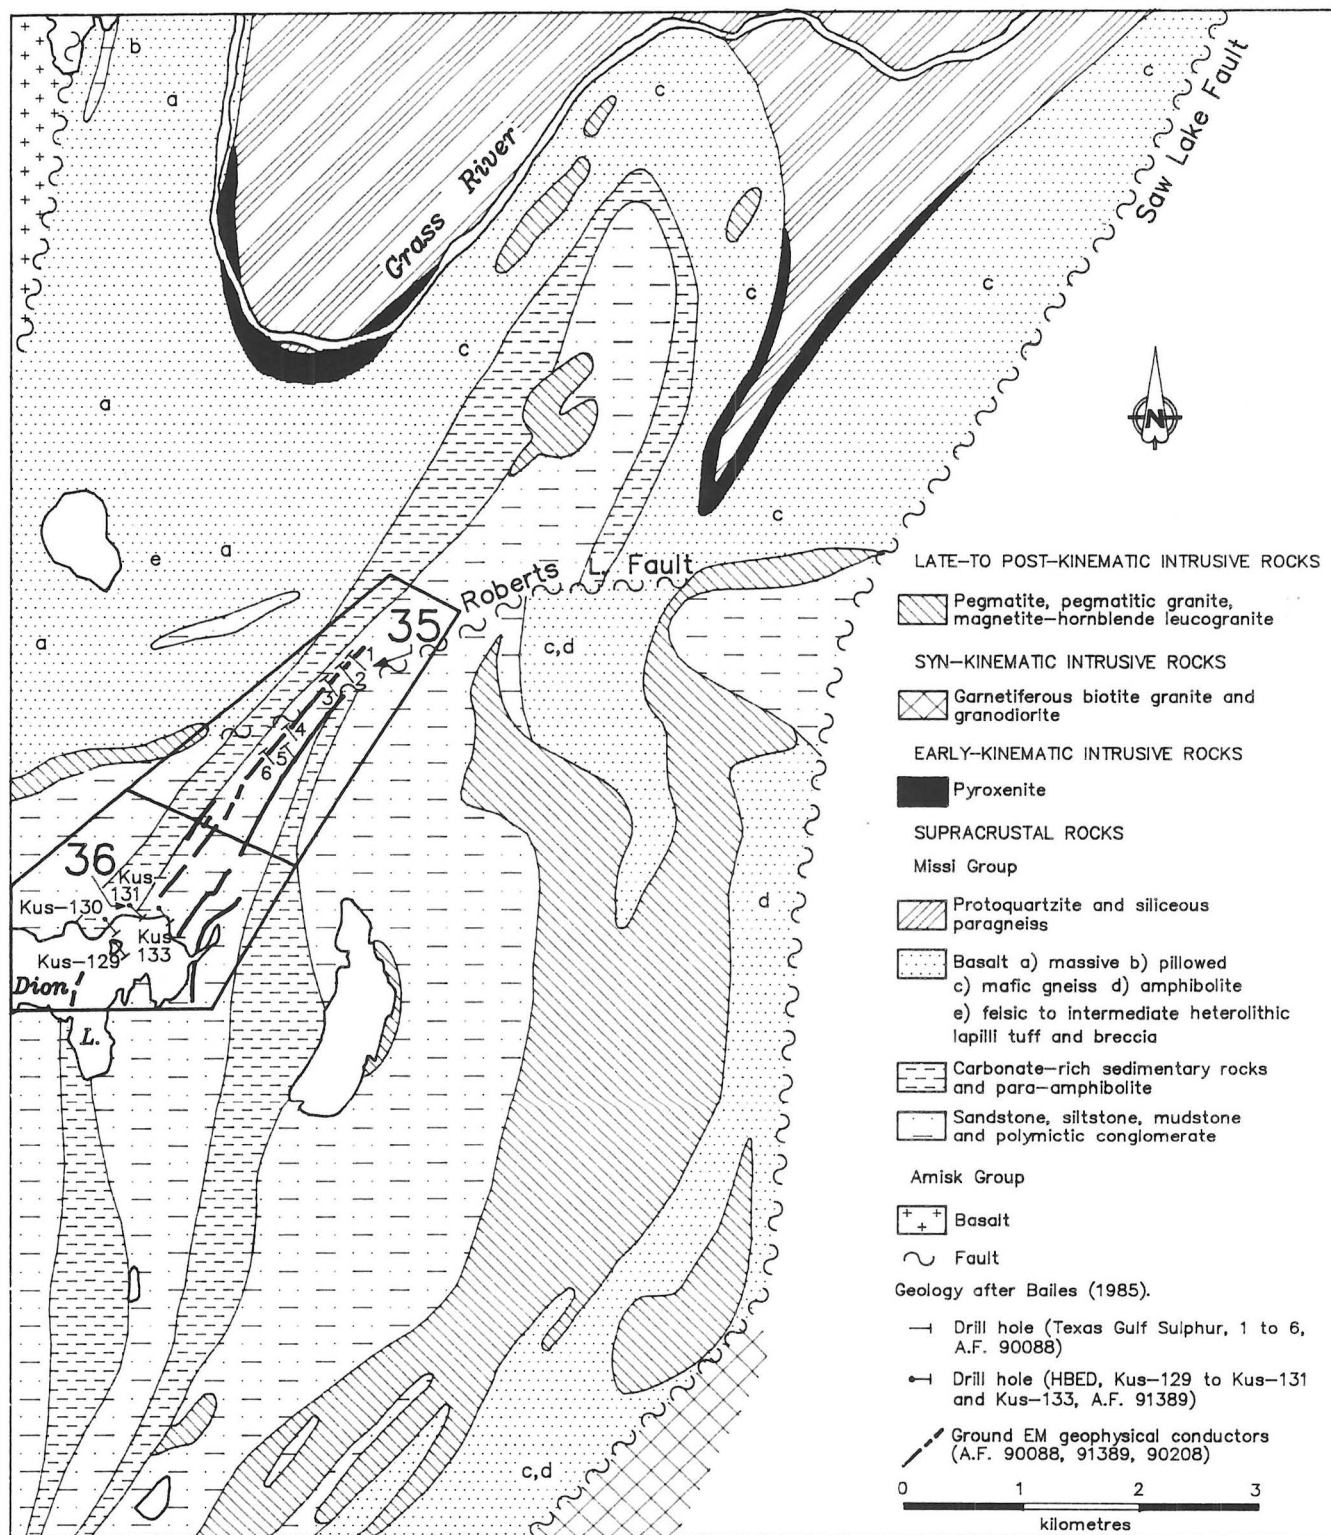 b
a
c
c
Grass River
Saw Lake Fault
c
c
c
a
N
c
e
a
Roberts L. Fault
35
a
c,d
1
2
3
4
5
6
36
Kus-
131
Kus-130
Kus-
133
Kus-129
d
Dion
L.
c,d
LATE-TO POST-KINEMATIC INTRUSIVE ROCKS
Pegmatite, pegmatitic granite,
magnetite-hornblende leucogranite
SYN-KINEMATIC INTRUSIVE ROCKS
Garnetiferous biotite granite and
granodiorite
EARLY-KINEMATIC INTRUSIVE ROCKS
Pyroxenite
SUPRACRUSTAL ROCKS
Missi Group
Protoquartzite and siliceous
paragneiss
Basalt a) massive b) pillowed
c) mafic gneiss d) amphibolite
e) felsic to intermediate heterolithic
lapilli tuff and breccia
Carbonate-rich sedimentary rocks
and para-amphibolite
Sandstone, siltstone, mudstone
and polymictic conglomerate
Amisk Group
Basalt
Fault
Geology after Bailes (1985).
Drill hole (Texas Gulf Sulphur, 1 to 6,
A.F. 90088)
Drill hole (HBED, Kus-129 to Kus-131
and Kus-133, A.F. 91389)
Ground EM geophysical conductors
(A.F. 90088, 91389, 90208)
0 1 2 3
kilometres